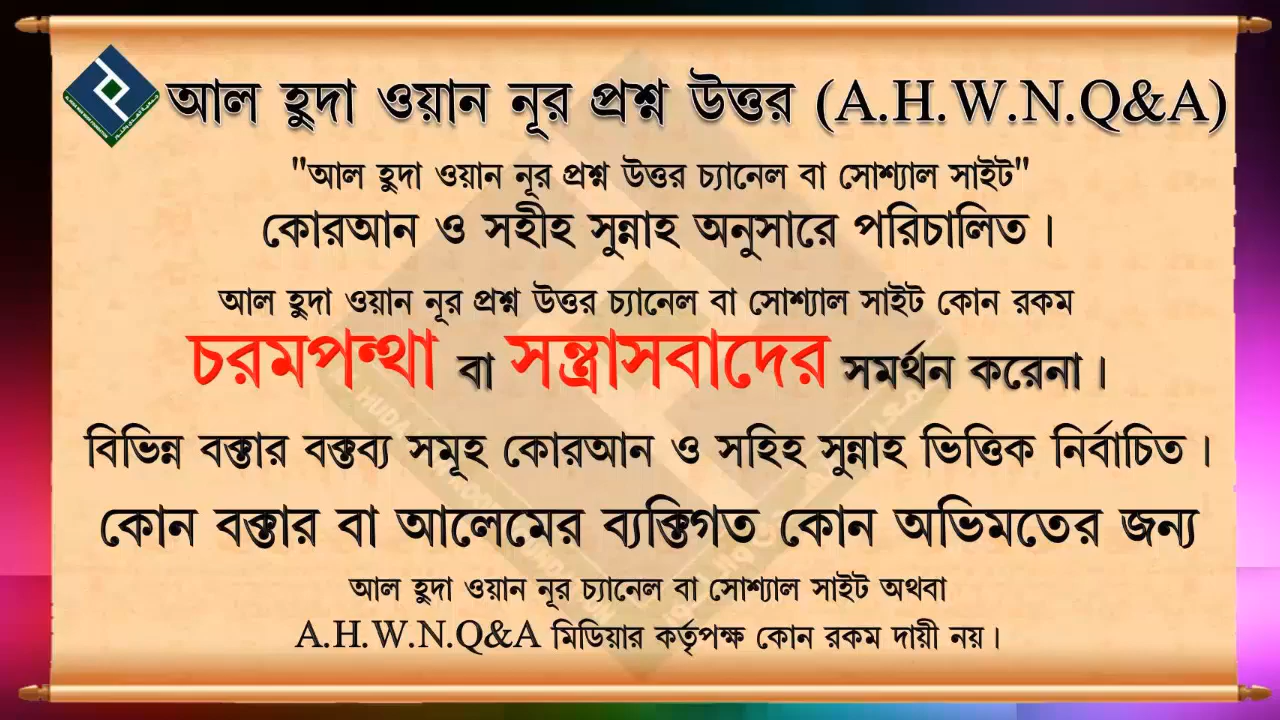 আল হুদা ওয়ান নূর প্রশ্ন উত্তর (A.H.W.N.Q&A)
"আল হুদা ওয়ান নূর প্রশ্ন উত্তর চ্যানেল বা সোশ্যাল সাইট"
কোরআন ও সহীহ সুন্নাহ অনুসারে পরিচালিত।
আল হুদা ওয়ান নূর প্রশ্ন উত্তর চ্যানেল বা সোশ্যাল সাইট কোন রকম
চরমপন্থা বা সন্ত্রাসবাদের সমর্থন করেনা।
বিভিন্ন বক্তার বক্তব্য সমূহ কোরআন ও সহিহ সুন্নাহ ভিত্তিক নির্বাচিত।
কোন বক্তার বা আলেমের ব্যক্তিগত কোন অভিমতের জন্য
আল হুদা ওয়ান নূর চ্যানেল বা সোশ্যাল সাইট অথবা
A.H.W.N.Q&A মিডিয়ার কর্তৃপক্ষ কোন রকম দায়ী নয়।